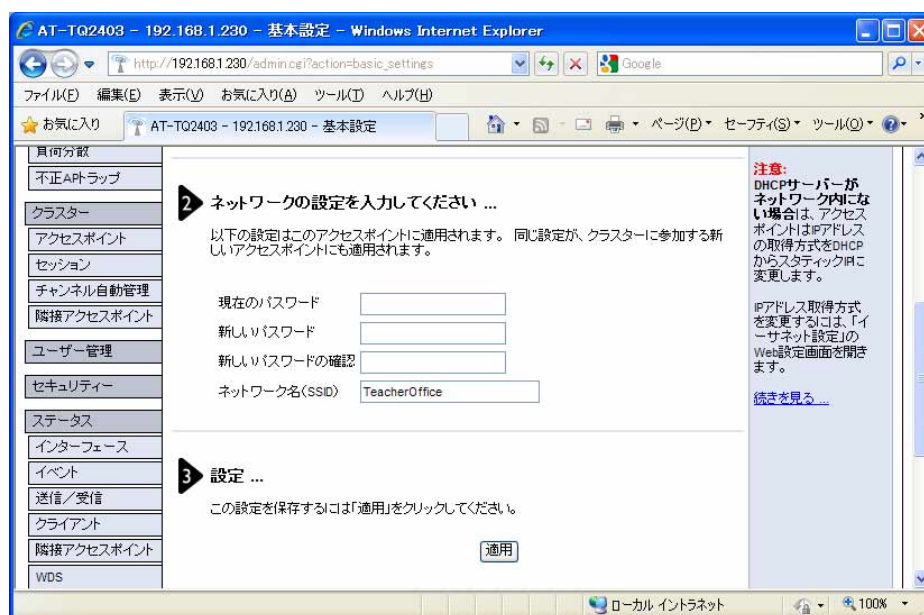 AT-TQ2403 - 192.168.1.230 - 基本設定 - Windows Internet Explorer
http://192.168.1.230/admin.cgi?action=basic_settings
Google
ファイル(F) 編集(E) 表示(V) お気に入り(A) ツール(T) ヘルプ(H)
お気に入り
AT-TQ2403 - 192.168.1.230 - 基本設定
ページ(P) セーフティ(S) ツール(O)
負荷分散
不正APトラップ
クラスター
アクセスポイント
セッション
チャンネル自動管理
隣接アクセスポイント
ユーザー管理
セキュリティー
ステータス
インターフェース
イベント
送信/受信
クライアント
隣接アクセスポイント
WDS
2 ネットワークの設定を入力してください ...
以下の設定はこのアクセスポイントに適用されます。 同じ設定が、クラスターに参加する新
しいアクセスポイントにも適用されます。
現在のパスワード
新しいパスワード
新しいパスワードの確認
ネットワーク名(SSID) TeacherOffice
3 設定 ...
この設定を保存するには「適用」をクリックしてください。
適用
注意:
DHCPサーバーが
ネットワーク内にな
い場合は、アクセス
ポイントはIPアドレス
の取得方式をDHCP
からスタティックIPに
変更します。
IPアドレス取得方式
を変更するには、「イ
ーサネット設定」の
Web設定画面を開き
ます。
続きを見る ...
ローカル イントラネット
100%